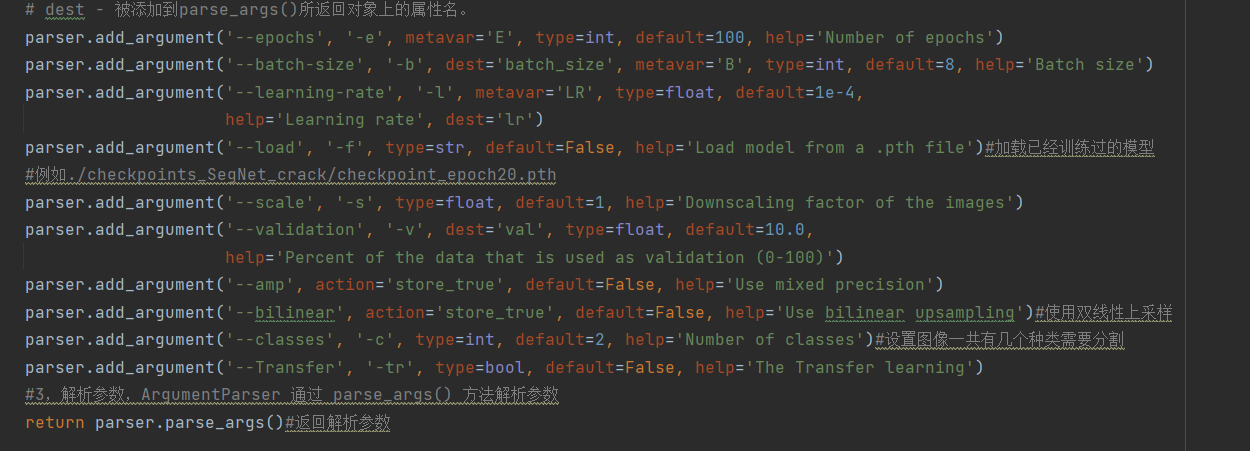 # dest - 被添加到parse_args()所返回对象上的属性名。
parser.add_argument('--epochs', '-e', metavar='E', type=int, default=100, help='Number of epochs')
parser.add_argument('--batch-size', '-b', dest='batch_size', metavar='B', type=int, default=8, help='Batch size')
parser.add_argument('--learning-rate', '-l', metavar='LR', type=float, default=1e-4,
help='Learning rate', dest='lr')
parser.add_argument('--load', '-f', type=str, default=False, help='Load model from a .pth file')#加载已经训练过的模型
#例如./checkpoints_SegNet_crack/checkpoint_epoch20.pth
parser.add_argument('--scale', '-s', type=float, default=1, help='Downscaling factor of the images')
parser.add_argument('--validation', '-v', dest='val', type=float, default=10.0,
help='Percent of the data that is used as validation (0-100)')
parser.add_argument('--amp', action='store_true', default=False, help='Use mixed precision')
parser.add_argument('--bilinear', action='store_true', default=False, help='Use bilinear upsampling')#使用双线性上采样
parser.add_argument('--classes', '-c', type=int, default=2, help='Number of classes')#设置图像一共有几个种类需要分割
parser.add_argument('--Transfer', '-tr', type=bool, default=False, help='The Transfer learning')
#3，解析参数，ArgumentParser 通过 parse_args() 方法解析参数
return parser.parse_args()#返回解析参数